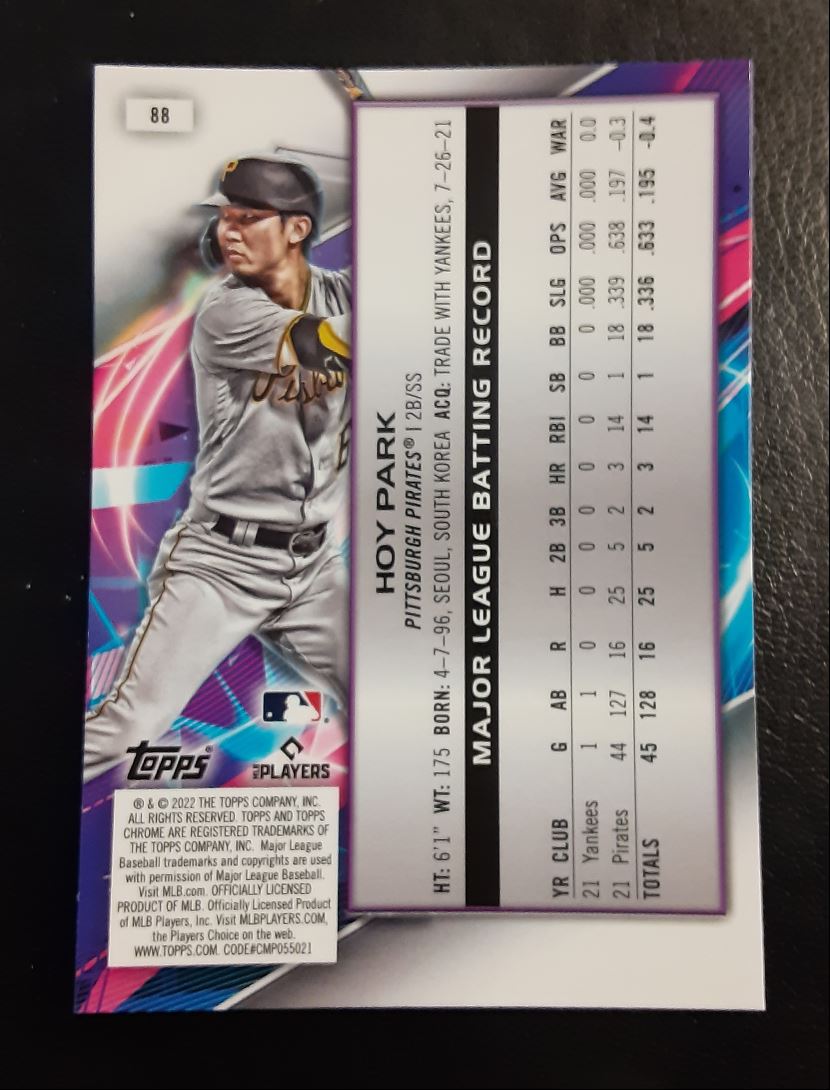 88
HOY PARK
PITTSBURGH PIRATES® | 2B/SS
HT: 6'1" WT: 175 BORN: 4-7-96, SEOUL, SOUTH KOREA ACQ: TRADE WITH YANKEES, 7-26-21
MAJOR LEAGUE BATTING RECORD
YR CLUB G AB R H 2B 3B HR RBI SB BB SLG OPS AVG WAR
21 Yankees 1 1 0 0 0 0 0 0 0 0 .000 .000 .000 0.0
21 Pirates 44 127 16 25 5 2 3 14 1 18 .339 .638 .197 -0.3
TOTALS 45 128 16 25 5 2 3 14 1 18 .336 .633 .195 -0.4
P
topps®
MLB PLAYERS
® & © 2022 THE TOPPS COMPANY, INC.
ALL RIGHTS RESERVED. TOPPS AND TOPPS
CHROME ARE REGISTERED TRADEMARKS OF
THE TOPPS COMPANY, INC. Major League
Baseball trademarks and copyrights are used
with permission of Major League Baseball.
Visit MLB.com. OFFICIALLY LICENSED
PRODUCT OF MLB. Officially Licensed Product
of MLB Players, Inc. Visit MLBPLAYERS.COM,
the Players Choice on the web.
WWW.TOPPS.COM. CODE#CMP055021